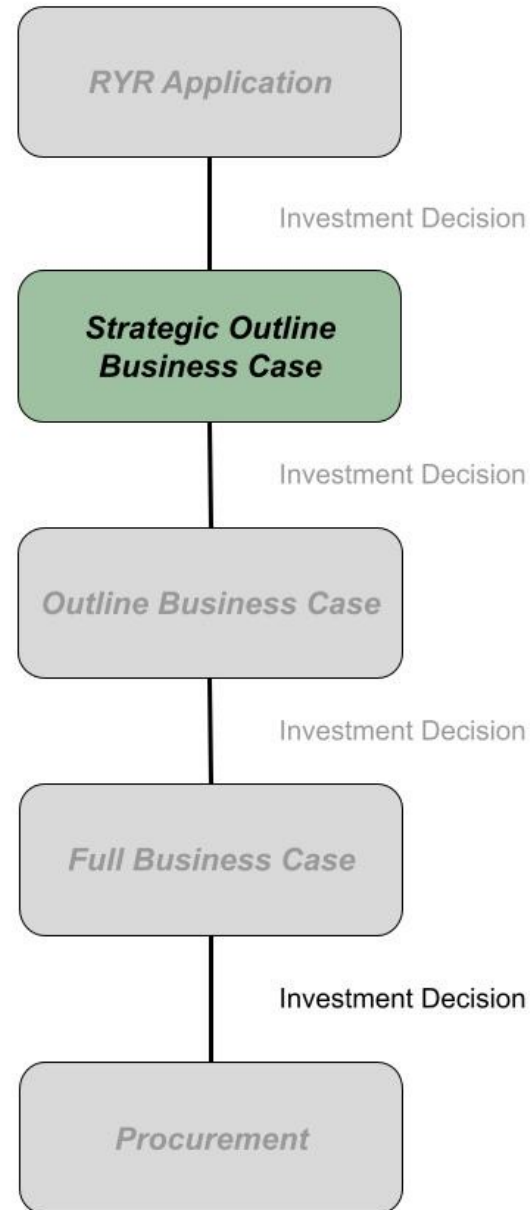 RYR Application
Investment Decision
Strategic Outline
Business Case
Investment Decision
Outline Business Case
Investment Decision
Full Business Case
Investment Decision
Procurement